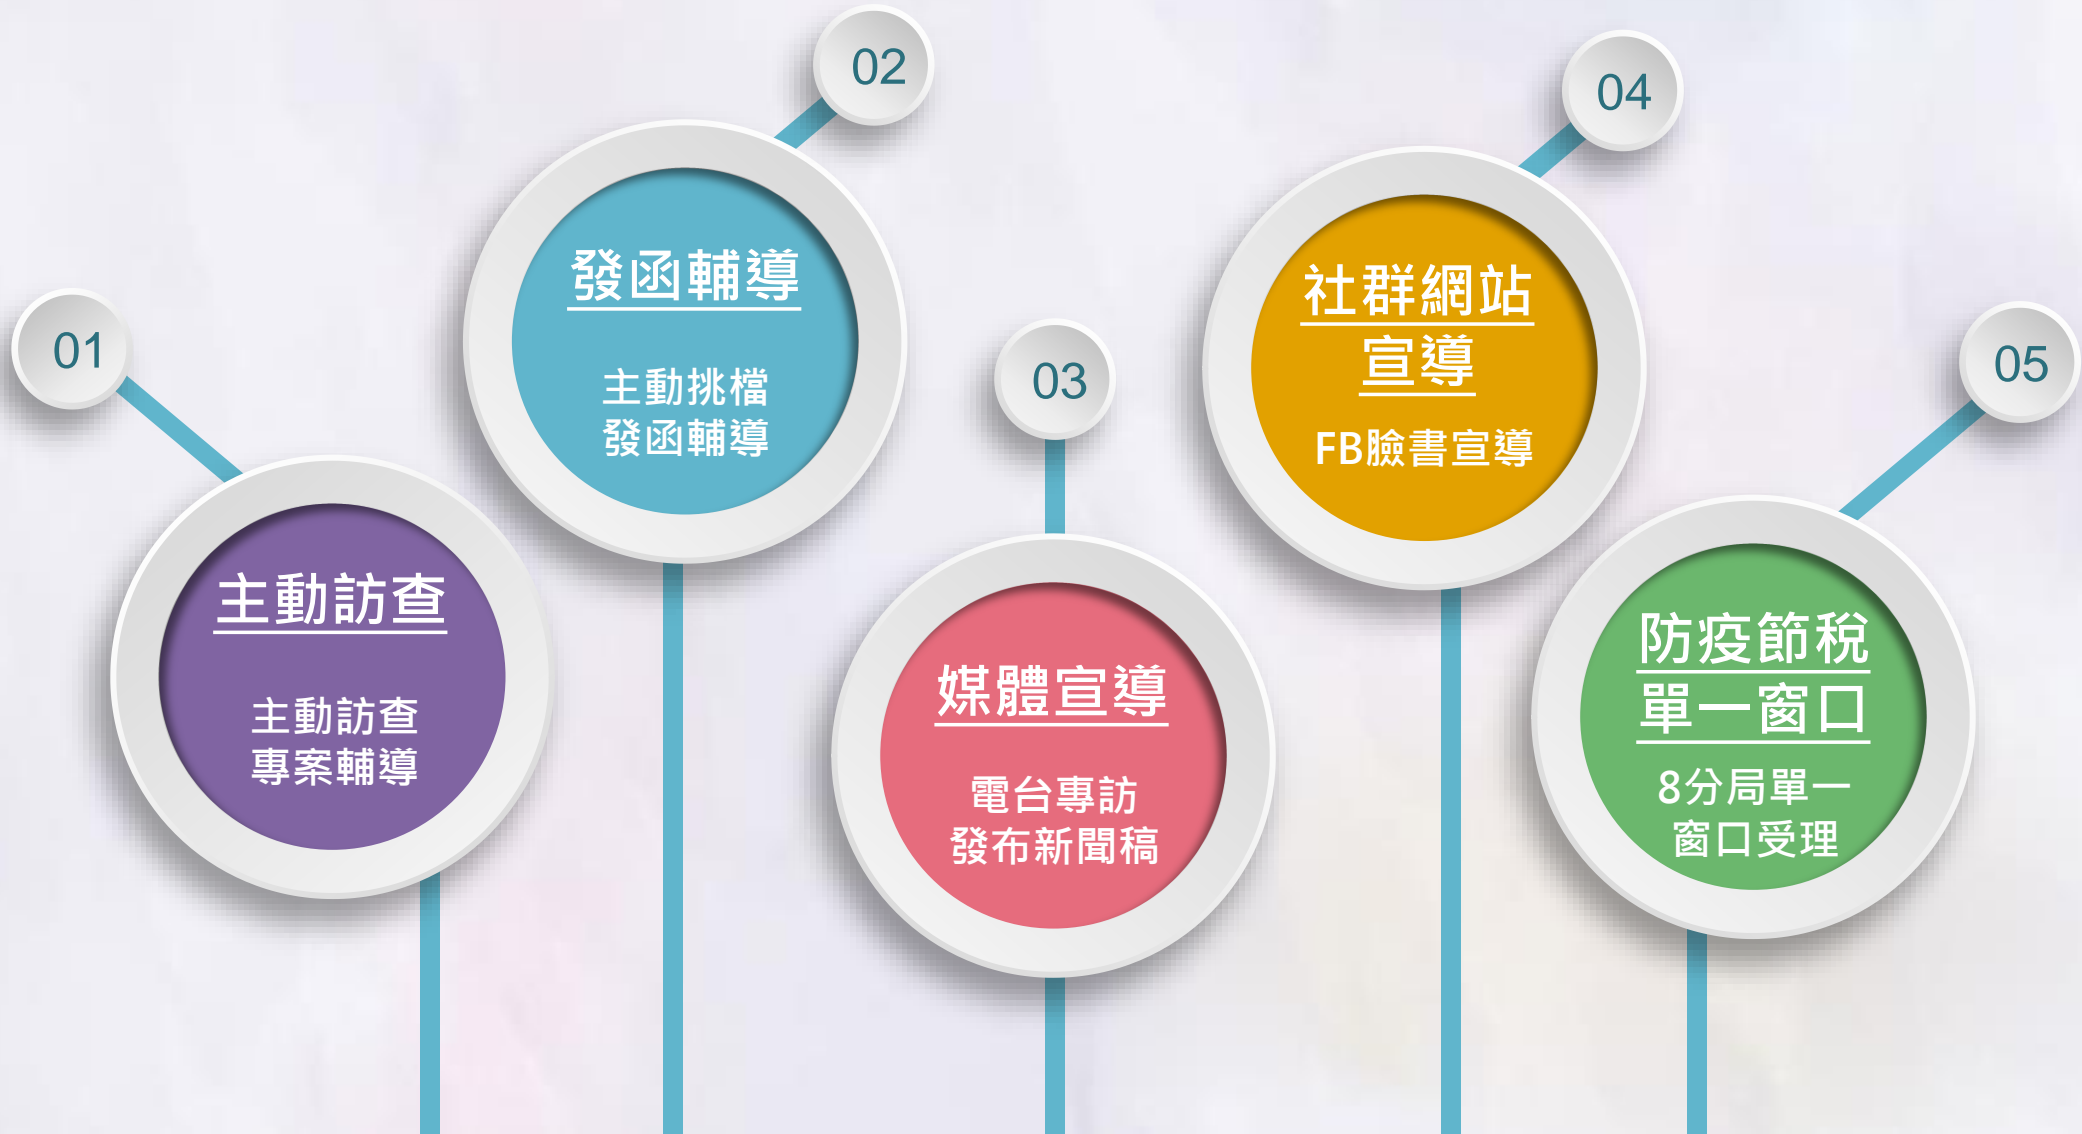 01
主動訪查
主動訪查
專案輔導
02
發函輔導
主動挑檔
發函輔導
03
媒體宣導
電台專訪
發布新聞稿
04
社群網站
宣導
FB臉書宣導
05
防疫節稅
單一窗口
8分局單一
窗口受理